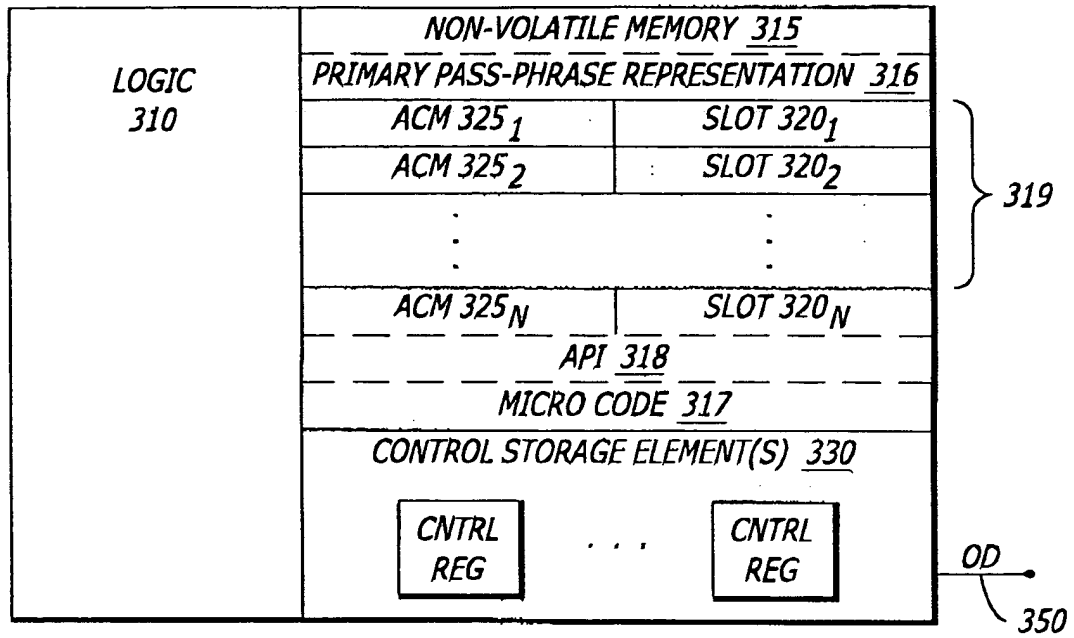 NON-VOLATILE MEMORY 315
LOGIC
310
PRIMARY PASS-PHRASE REPRESENTATION 316
ACM 325₁ SLOT 320₁
ACM 325₂ SLOT 320₂
319
ACM 325N SLOT 320N
API 318
MICRO CODE 317
CONTROL STORAGE ELEMENT(S) 330
CNTRL
REG
. . .
CNTRL
REG
OD
350